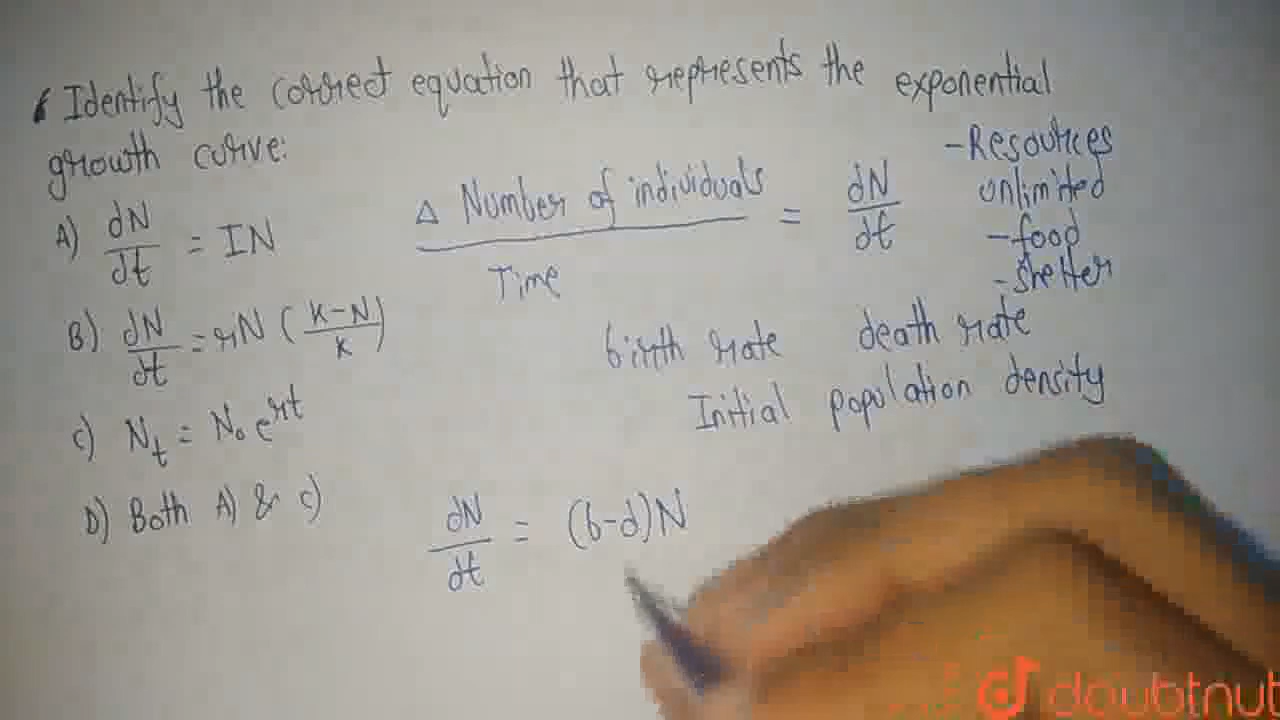 Identify the correct equation that represents the exponential
growth curve:
A) dN/dt = IN
B) dN/dt = rN (K-N/K)
C) Nt = N₀ e^rt
D) Both A) & C)
Δ Number of individuals / Time = dN/dt
-Resources
unlimited
-food
-shelter
birth rate death rate
Initial population density
dN/dt = (b-d)N
doubtnut